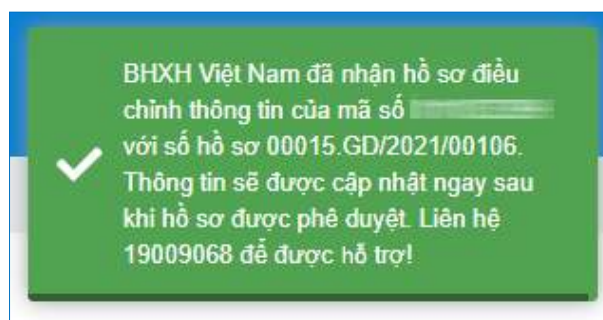 BHXH Việt Nam đã nhận hồ sơ điều
chỉnh thông tin của mã số
với số hồ sơ 00015.GD/2021/00106.
Thông tin sẽ được cập nhật ngay sau
khi hồ sơ được phê duyệt. Liên hệ
19009068 để được hỗ trợ!